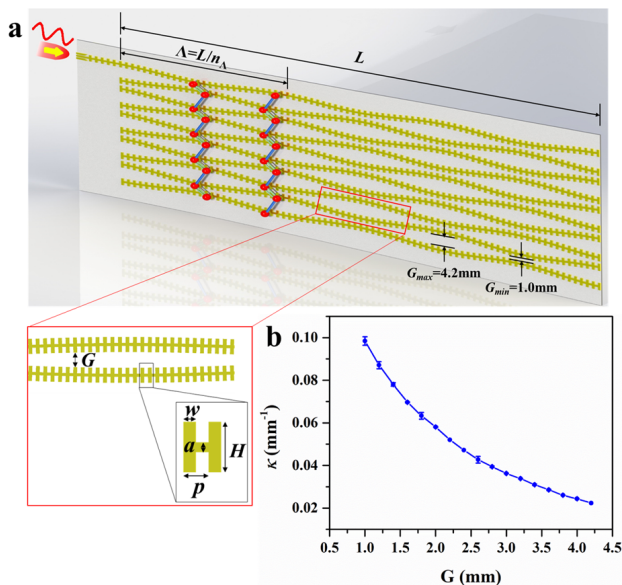 a
L
Λ=L/nΛ
Gmax=4.2mm
Gmin=1.0mm
G
w
a
H
p
b
κ (mm-1)
0.10
0.08
0.06
0.04
0.02
0.5 1.0 1.5 2.0 2.5 3.0 3.5 4.0 4.5
G (mm)